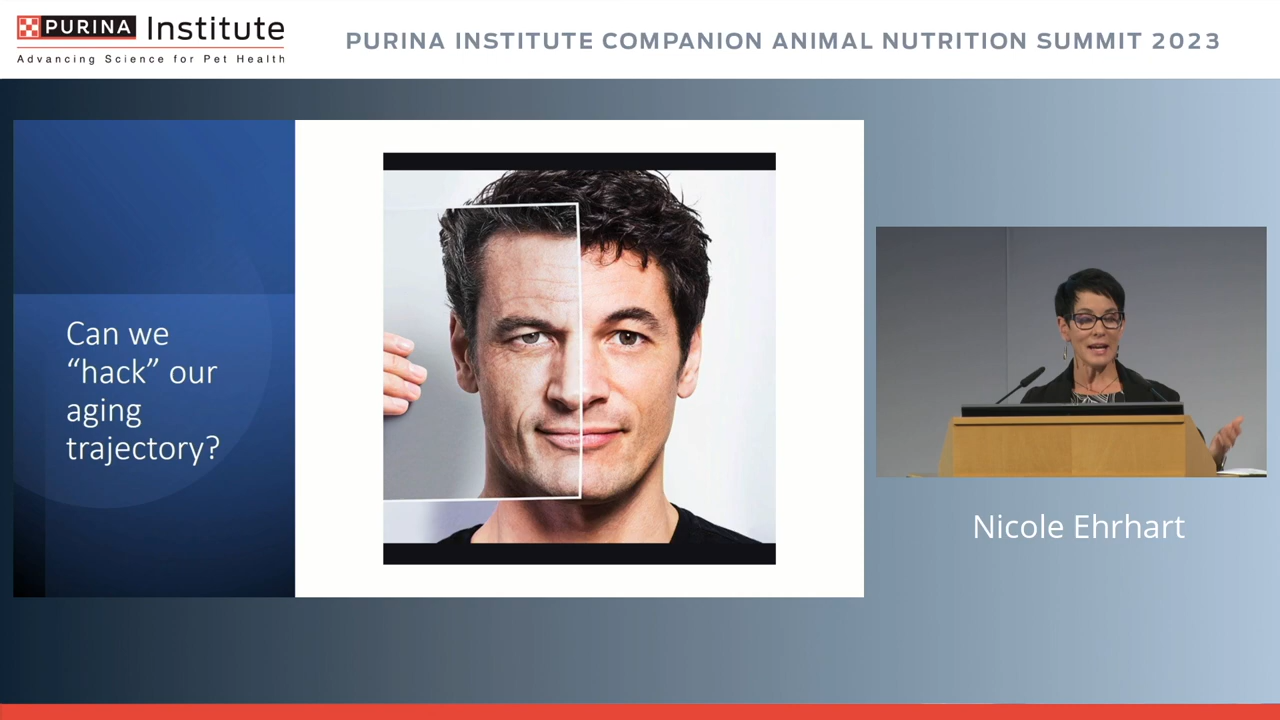 PURINA Institute
Advancing Science for Pet Health
PURINA INSTITUTE COMPANION ANIMAL NUTRITION SUMMIT 2023
Can we
“hack” our
aging
trajectory?
Nicole Ehrhart